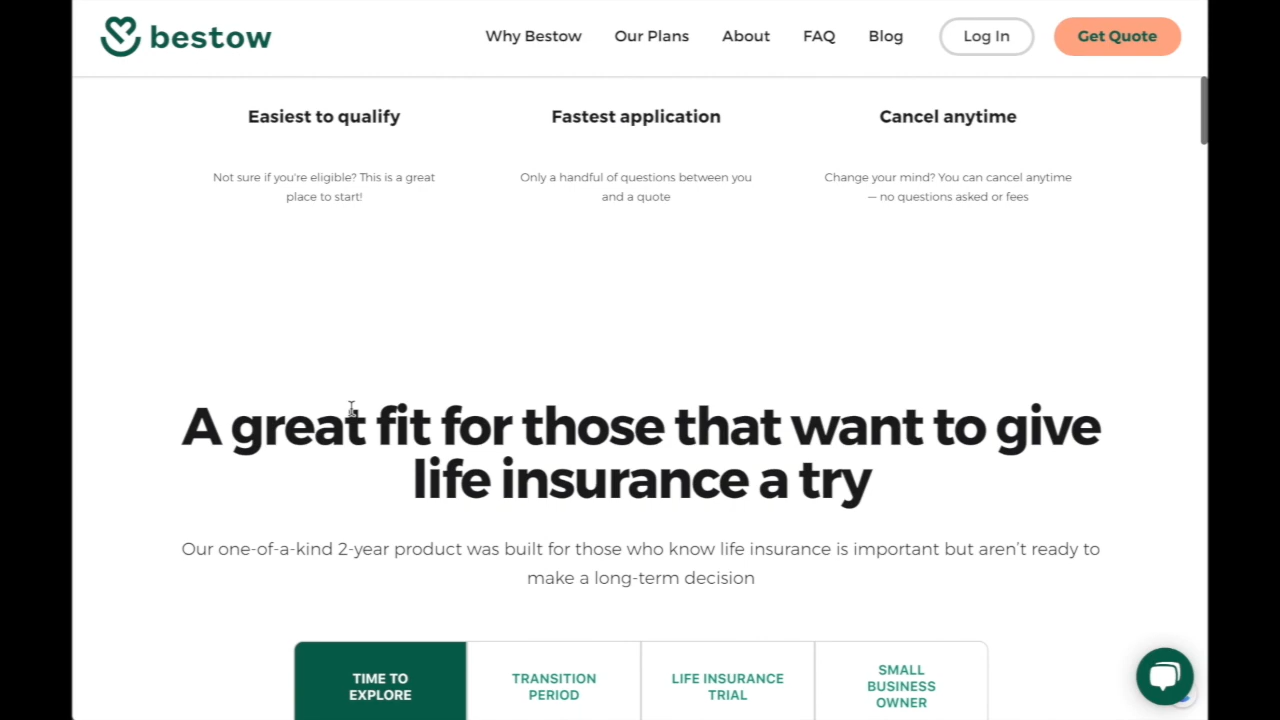 bestow
Why Bestow Our Plans About FAQ Blog Log In Get Quote
Easiest to qualify
Not sure if you're eligible? This is a great
place to start!
Fastest application
Only a handful of questions between you
and a quote
Cancel anytime
Change your mind? You can cancel anytime
— no questions asked or fees
A great fit for those that want to give
life insurance a try
Our one-of-a-kind 2-year product was built for those who know life insurance is important but aren't ready to
make a long-term decision
TIME TO
EXPLORE
TRANSITION
PERIOD
LIFE INSURANCE
TRIAL
SMALL
BUSINESS
OWNER